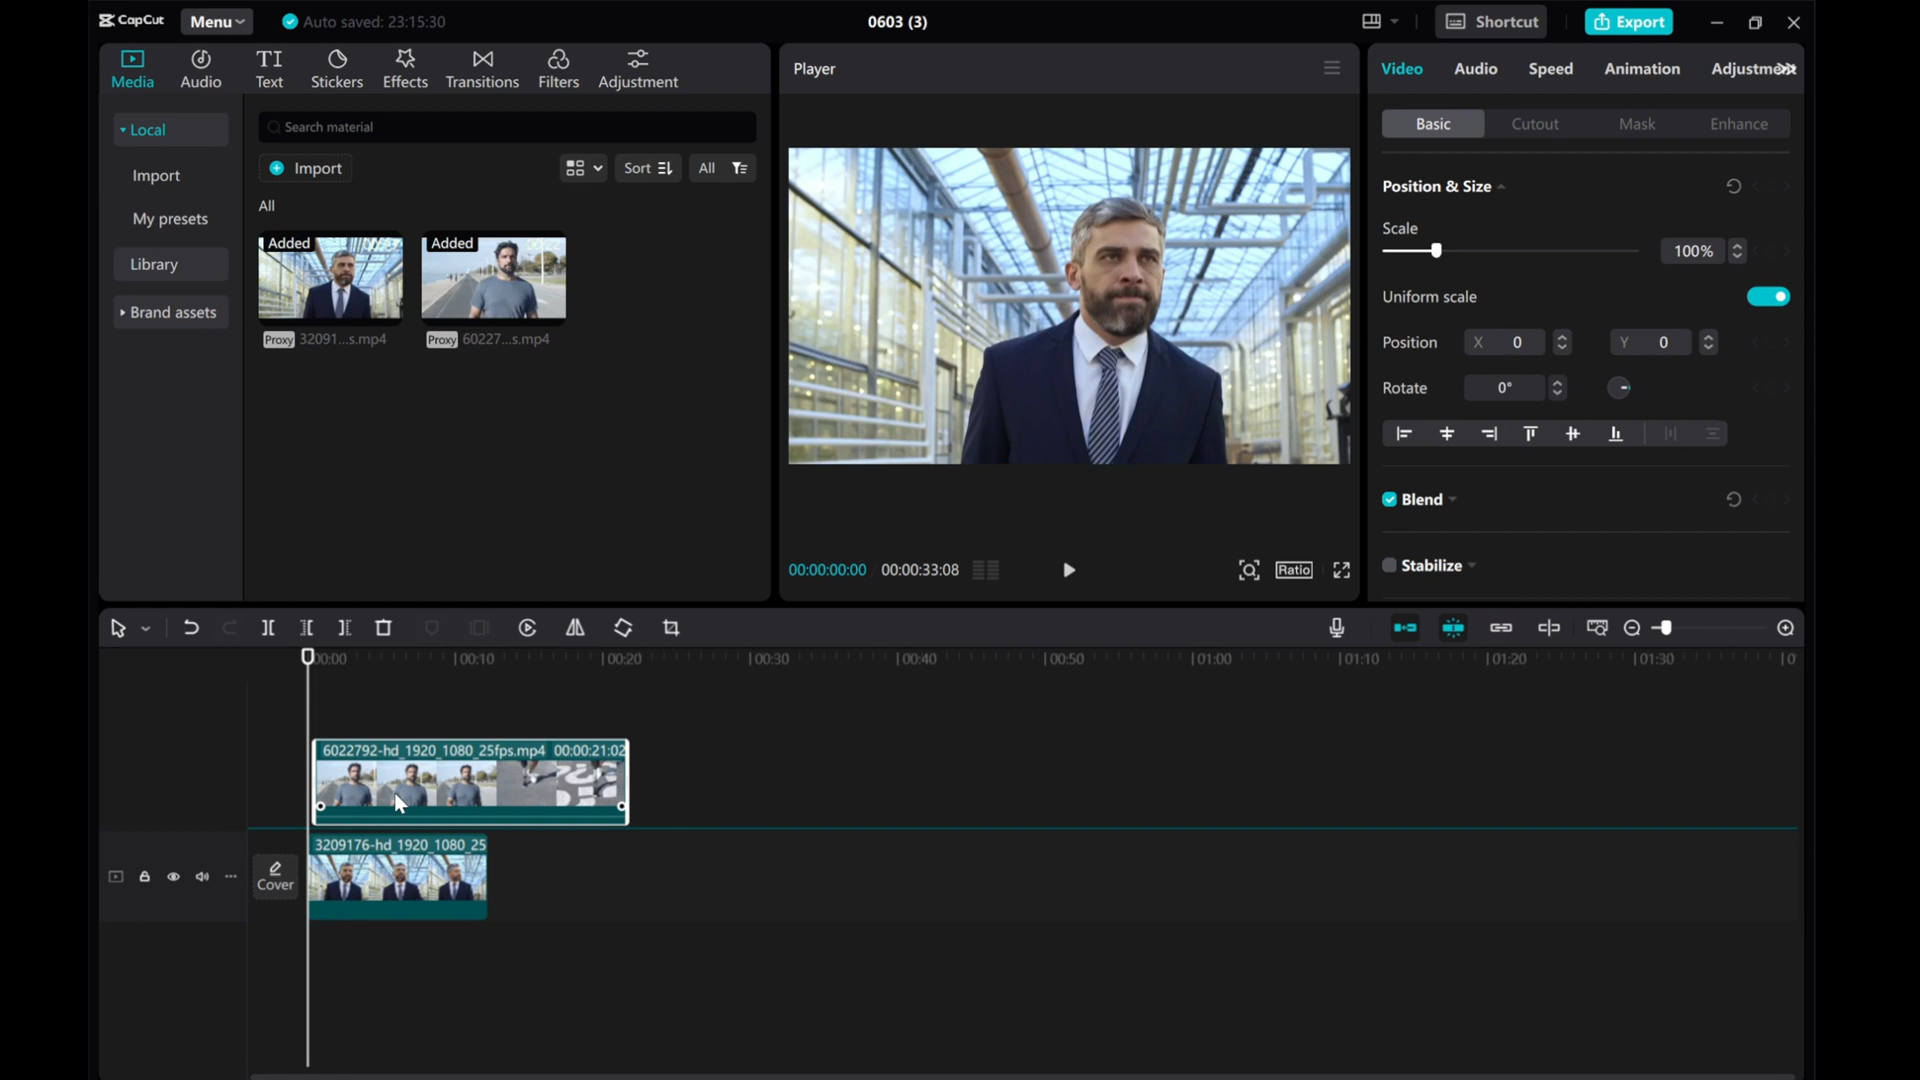 CapCut
Menu
Auto saved: 23:15:30
0603 (3)
Shortcut
Export
Media
Audio
Text
Stickers
Effects
Transitions
Filters
Adjustment
Local
Import
My presets
Library
Brand assets
Search material
Import
Sort
All
All
Added
Added
Proxy 32091...s.mp4
Proxy 60227...s.mp4
Player
00:00:00:00
00:00:33:08
Ratio
Video
Audio
Speed
Animation
Adjustment
Basic
Cutout
Mask
Enhance
Position & Size
Scale
100%
Uniform scale
Position X 0 Y 0
Rotate 0°
Blend
Stabilize
00:00 |00:10 |00:20 |00:30 |00:40 |00:50 |01:00 |01:10 |01:20 |01:30
6022792-hd_1920_1080_25fps.mp4 00:00:21:02
3209176-hd_1920_1080_25
Cover